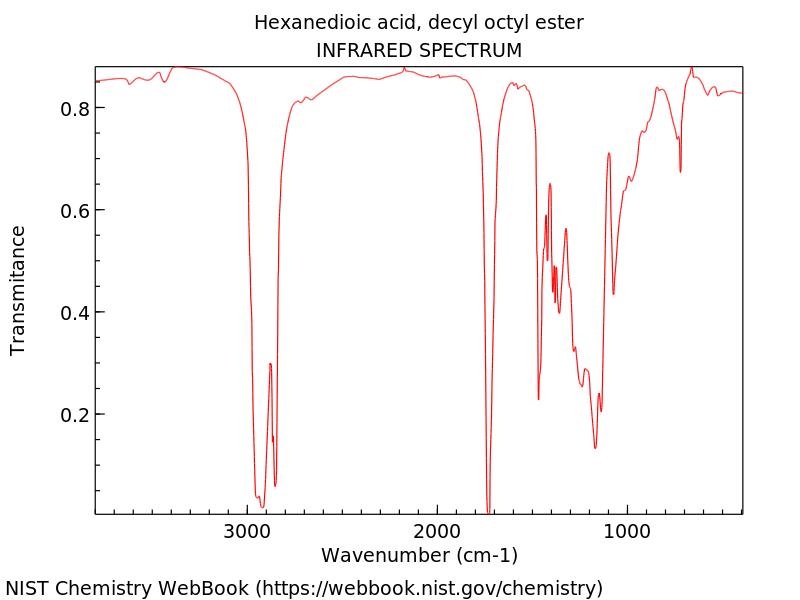 Hexanedioic acid, decyl octyl ester
INFRARED SPECTRUM
Transmitance
0.8
0.6
0.4
0.2
3000 2000 1000
Wavenumber (cm-1)
NIST Chemistry WebBook (https://webbook.nist.gov/chemistry)